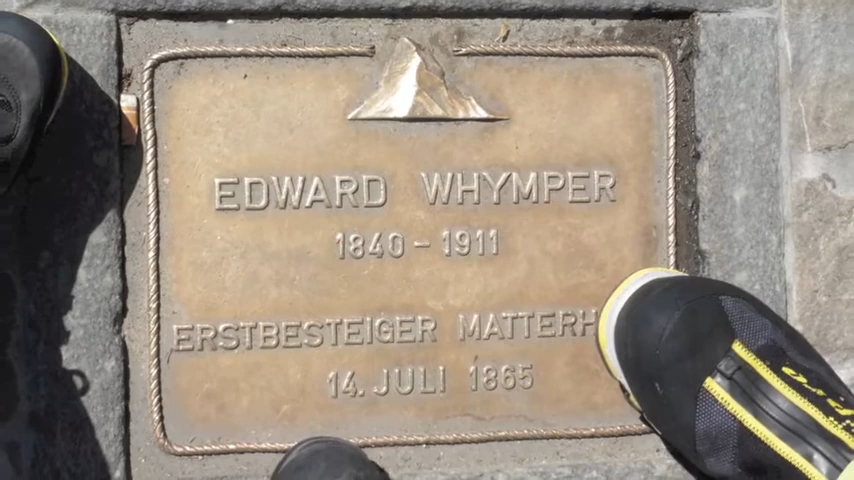 EDWARD WHYMPER
1840 – 1911
ERSTBESTEIGER MATTERH
14. JULI 1865